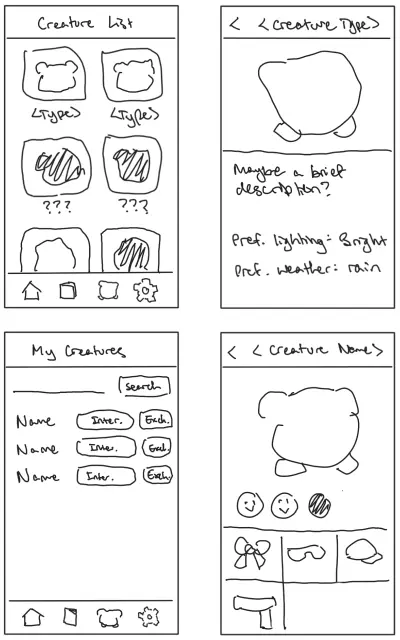 Creature List
<Type> <Type>
??? ???
< <Creature Type>
Maybe a brief
description?
Pref. lighting: Bright
Pref. weather: rain
My Creatures
Search
Name Inter. Exch.
Name Inter. Exch.
Name Inter. Exch.
< <Creature Name>